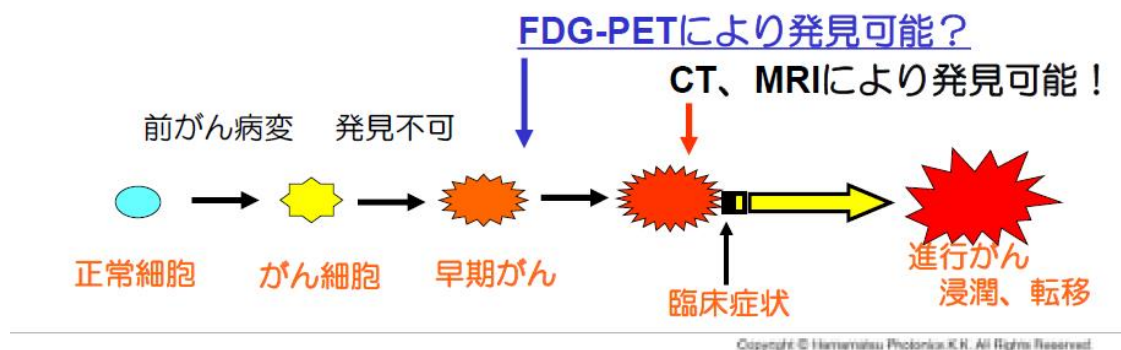 FDG-PETにより発見可能？
CT、MRIにより発見可能！
前がん病変　発見不可
正常細胞
がん細胞
早期がん
臨床症状
進行がん
浸潤、転移
Copyright © Hamamatsu Photonics K.K. All Rights Reserved.